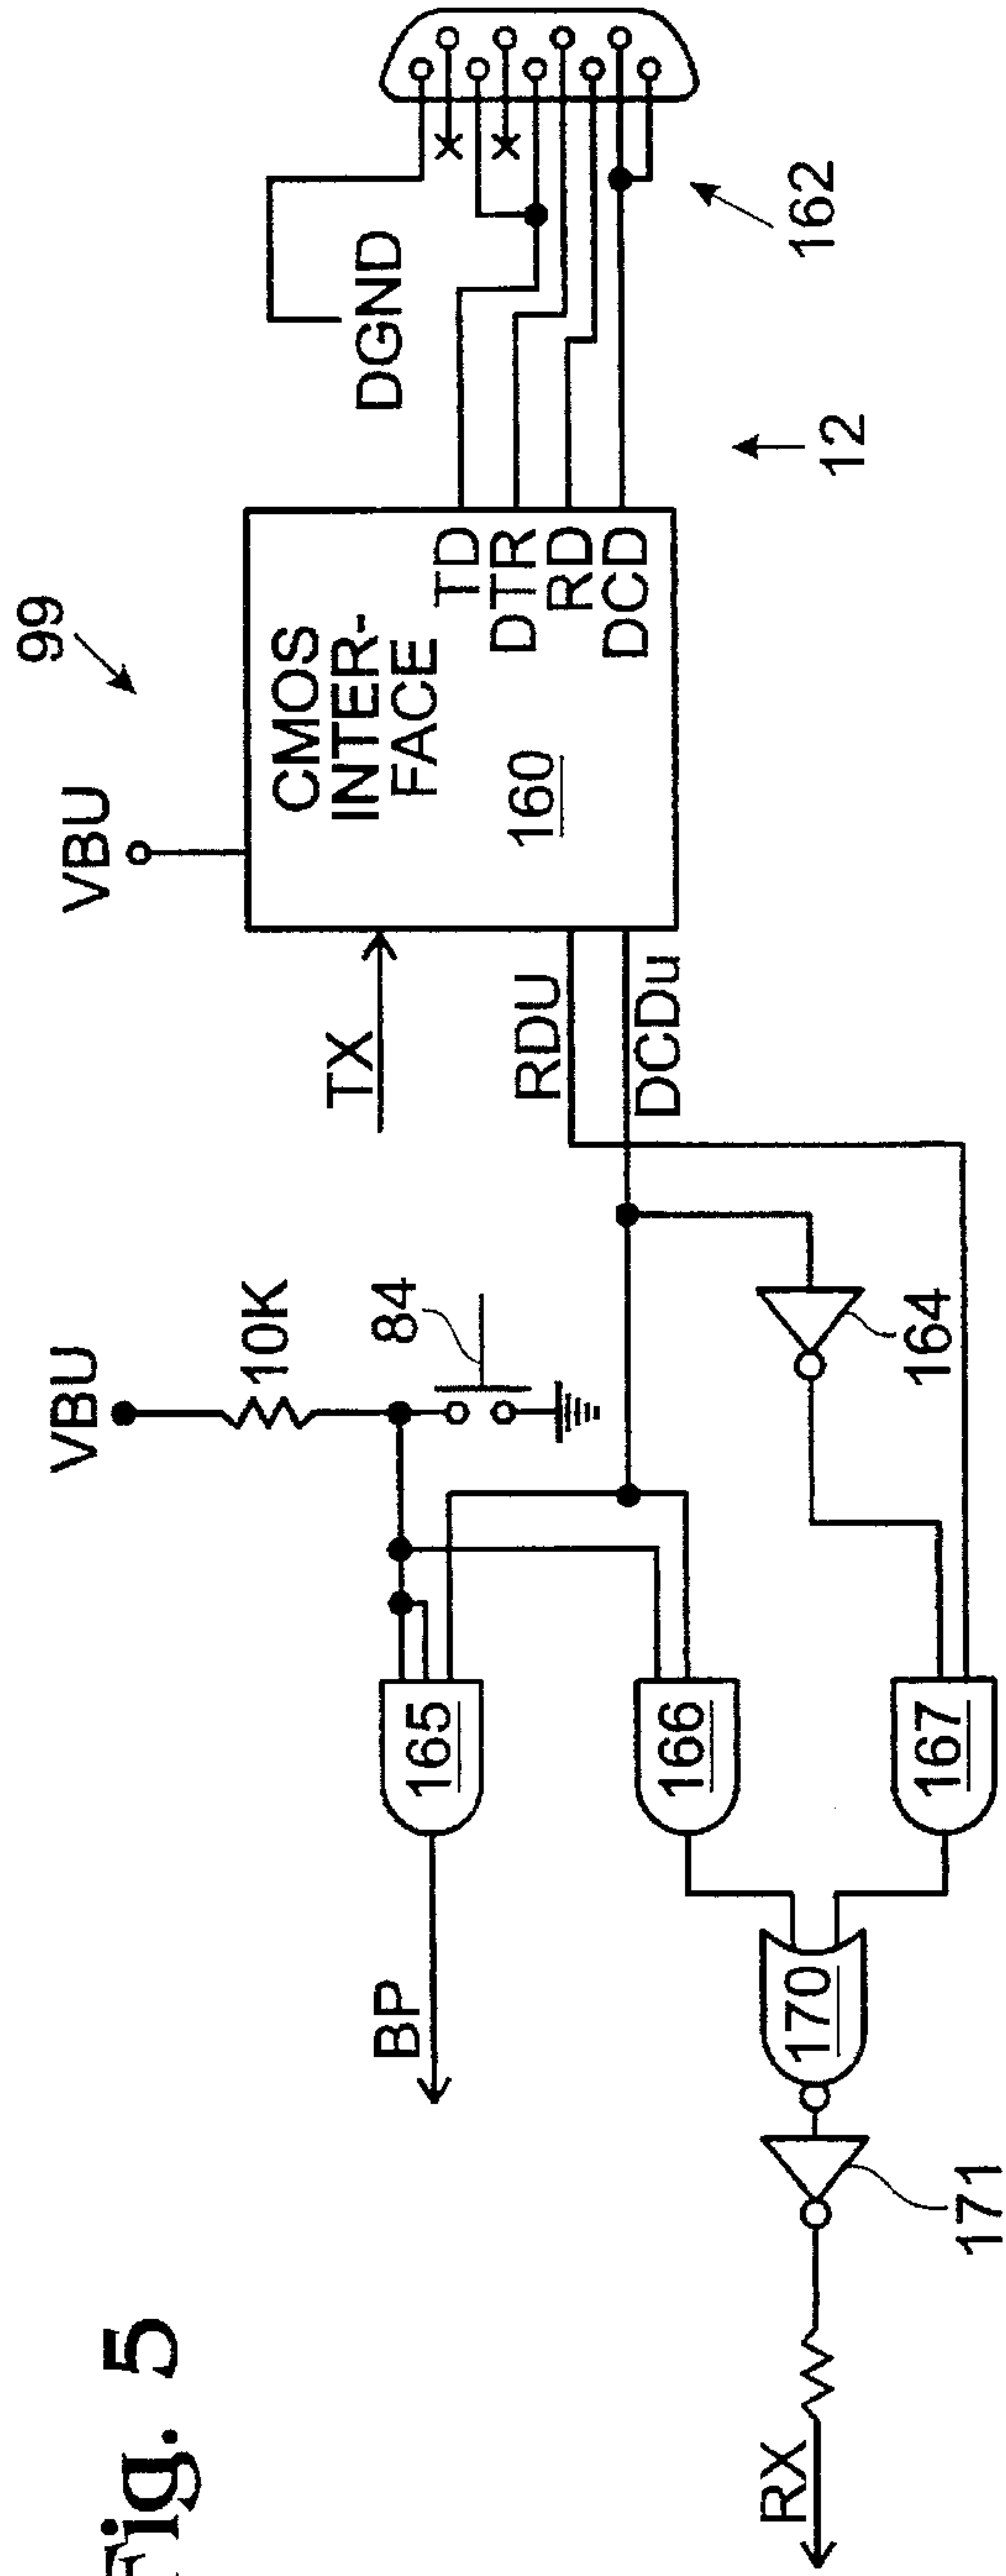 Fig. 5
VBU
10K
84
BP
165
166
167
164
170
171
RX
99
VBU
TX
RDU
DCDu
CMOS
INTER-
FACE
160
TD
DTR
RD
DCD
DGND
12
162